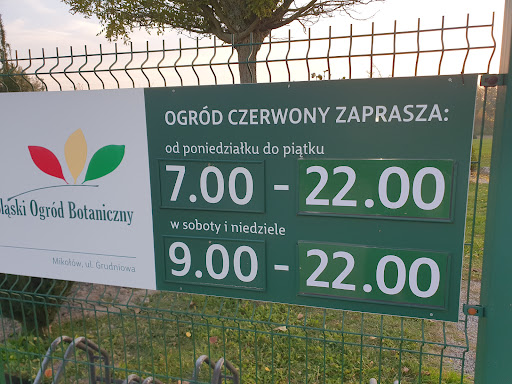 OGRÓD CZERWONY ZAPRASZA:
od poniedziałku do piątku
7.00 - 22.00
w soboty i niedziele
9.00 - 22.00
Ogród Botaniczny
Mikołów, ul. Grudniowa